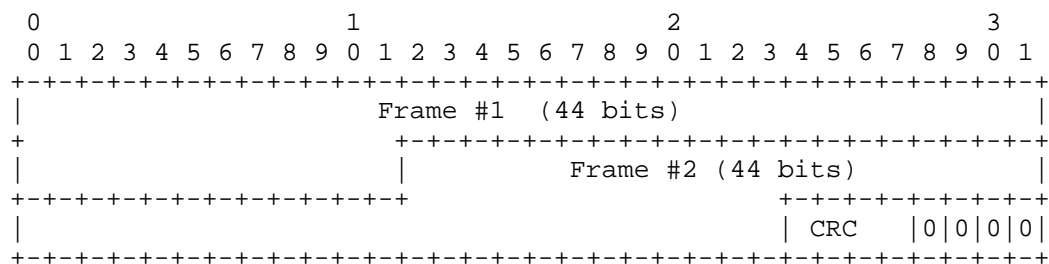 0                   1                   2                   3
 0 1 2 3 4 5 6 7 8 9 0 1 2 3 4 5 6 7 8 9 0 1 2 3 4 5 6 7 8 9 0 1
+-+-+-+-+-+-+-+-+-+-+-+-+-+-+-+-+-+-+-+-+-+-+-+-+-+-+-+-+-+-+-+-+
|                      Frame #1  (44 bits)                      |
+                       +-+-+-+-+-+-+-+-+-+-+-+-+-+-+-+-+-+-+-+-+
|                       |          Frame #2 (44 bits)           |
+-+-+-+-+-+-+-+-+-+-+-+-+                       +-+-+-+-+-+-+-+-+
|                                               | CRC   |0|0|0|0|
+-+-+-+-+-+-+-+-+-+-+-+-+-+-+-+-+-+-+-+-+-+-+-+-+-+-+-+-+-+-+-+-+